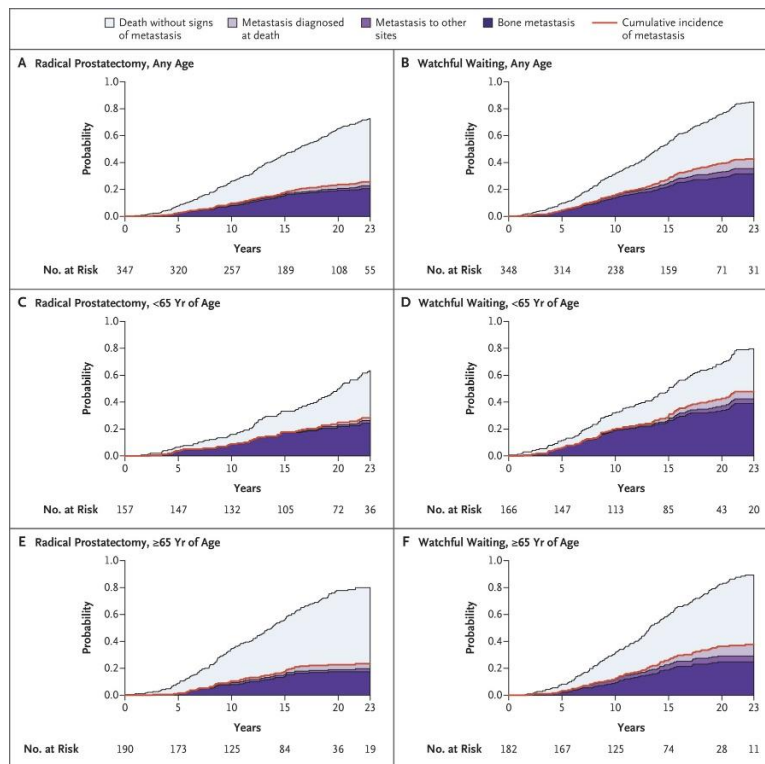 Death without signs of metastasis
Metastasis diagnosed at death
Metastasis to other sites
Bone metastasis
Cumulative incidence of metastasis
A Radical Prostatectomy, Any Age
1.0
0.8
0.6
0.4
0.2
0.0
Probability
0 5 10 15 20 23
Years
No. at Risk 347 320 257 189 108 55
B Watchful Waiting, Any Age
1.0
0.8
0.6
0.4
0.2
0.0
Probability
0 5 10 15 20 23
Years
No. at Risk 348 314 238 159 71 31
C Radical Prostatectomy, <65 Yr of Age
1.0
0.8
0.6
0.4
0.2
0.0
Probability
0 5 10 15 20 23
Years
No. at Risk 157 147 132 105 72 36
D Watchful Waiting, <65 Yr of Age
1.0
0.8
0.6
0.4
0.2
0.0
Probability
0 5 10 15 20 23
Years
No. at Risk 166 147 113 85 43 20
E Radical Prostatectomy, ≥65 Yr of Age
1.0
0.8
0.6
0.4
0.2
0.0
Probability
0 5 10 15 20 23
Years
No. at Risk 190 173 125 84 36 19
F Watchful Waiting, ≥65 Yr of Age
1.0
0.8
0.6
0.4
0.2
0.0
Probability
0 5 10 15 20 23
Years
No. at Risk 182 167 125 74 28 11